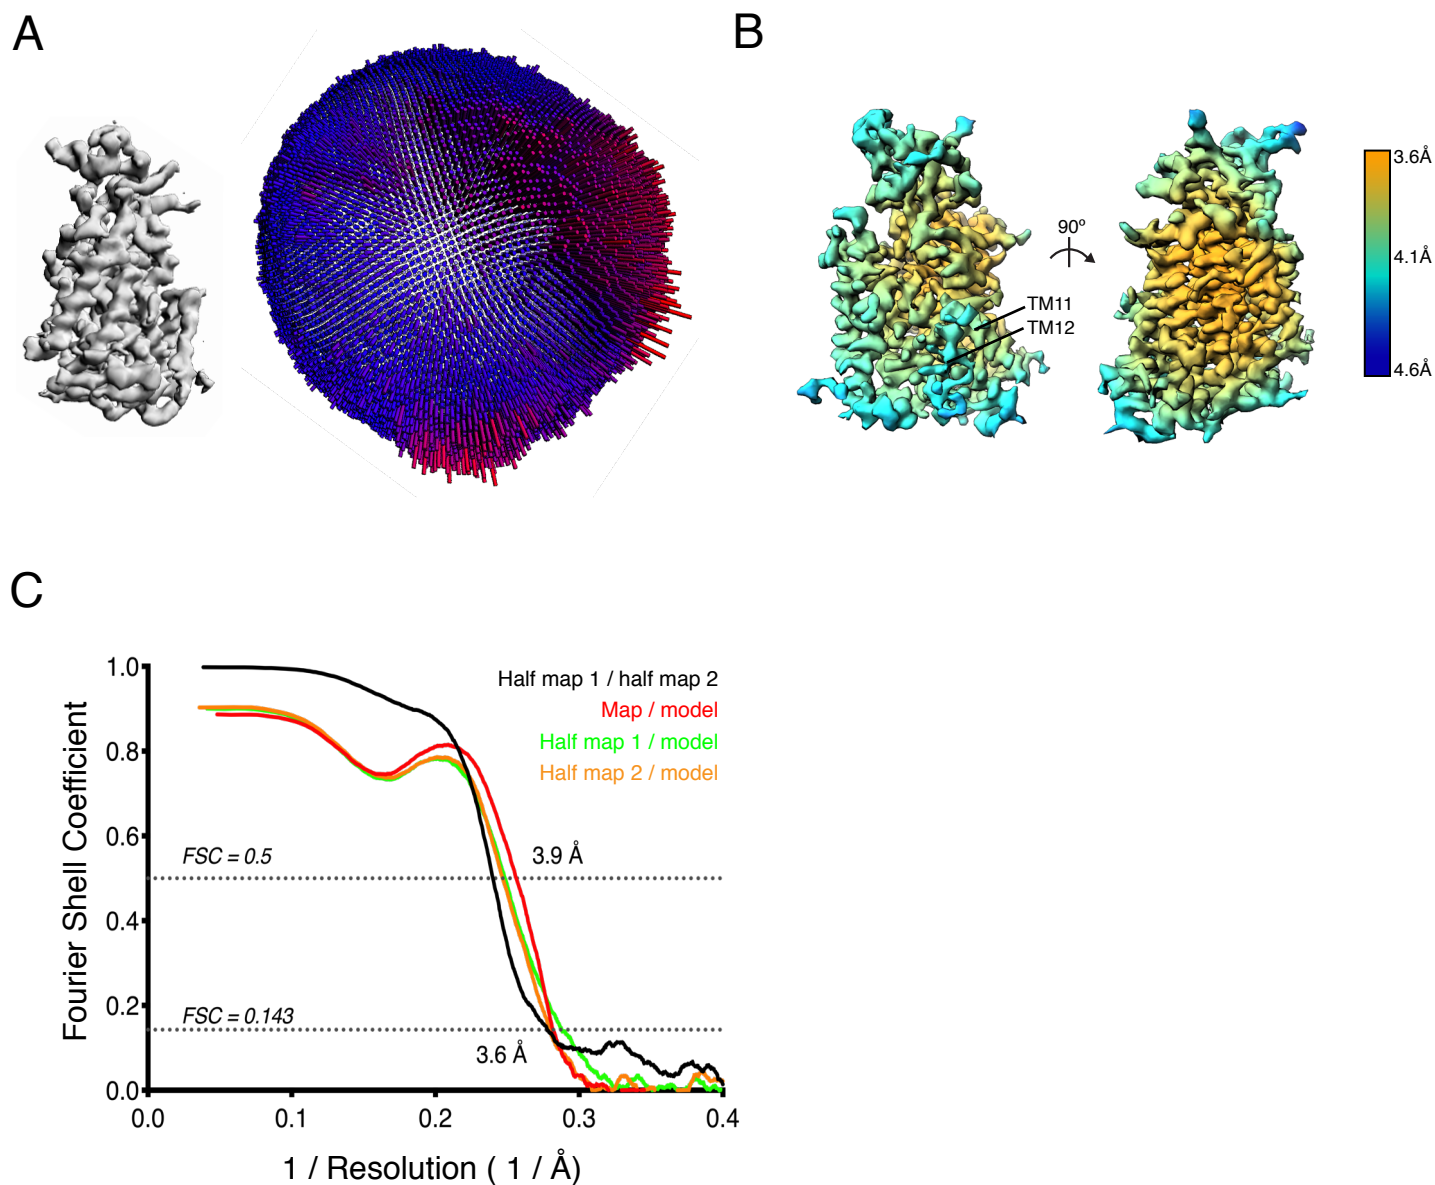 A
B
3.6Å
90º
4.1Å
TM11
TM12
4.6Å
C
1.0
Half map 1 / half map 2
Map / model
Half map 1 / model
Half map 2 / model
0.8
0.6
FSC = 0.5
3.9 Å
0.4
0.2
FSC = 0.143
3.6 Å
0.0
Fourier Shell Coefficient
0.0 0.1 0.2 0.3 0.4
1 / Resolution ( 1 / Å)